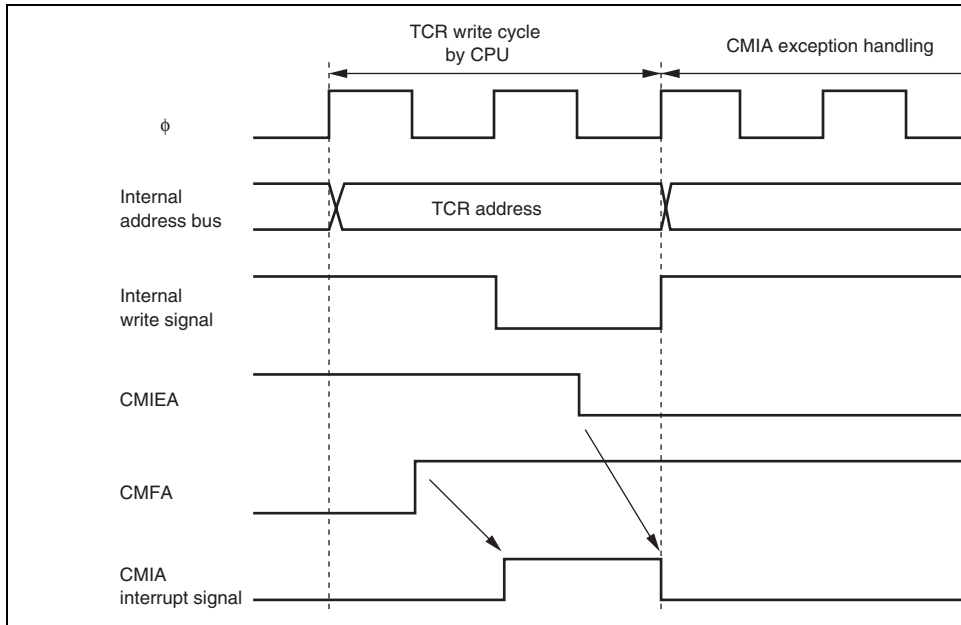 TCR write cycle
by CPU
CMIA exception handling
ϕ
Internal
address bus
TCR address
Internal
write signal
CMIEA
CMFA
CMIA
interrupt signal